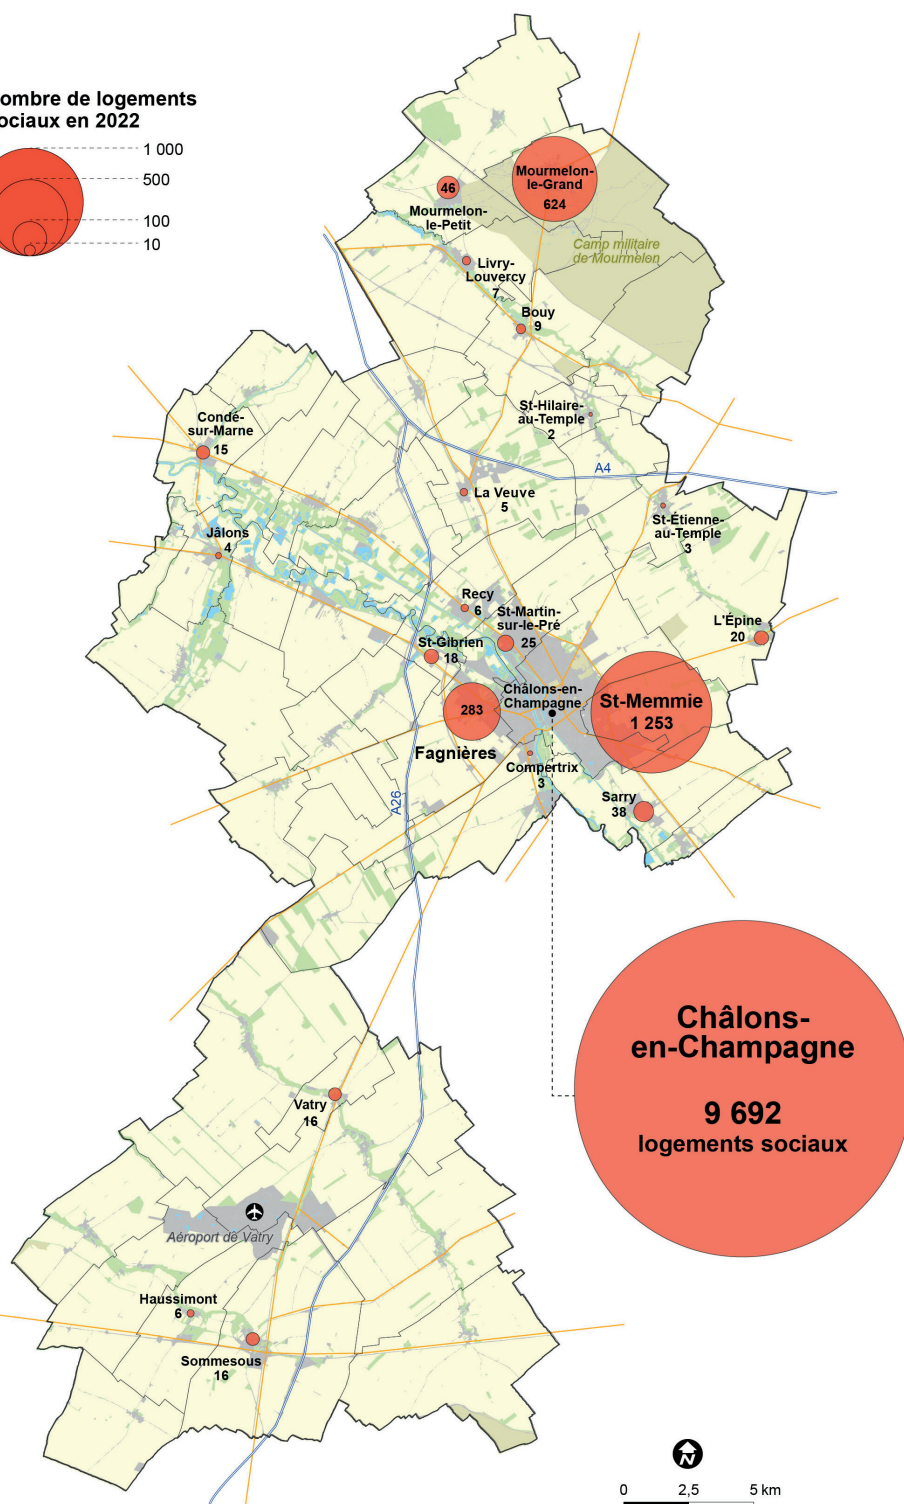 ombre de logements
ociaux en 2022
1 000
500
100
10
Mourmelon-
le-Grand
624
46
Mourmelon-
le-Petit
Camp militaire
de Mourmelen
Livry-
Louvercy
7
Bouy
9
St-Hilaire-
au-Temple
2
Condé-
sur-Marne
15
A4
La Veuve
5
St-Étienne-
au-Temple
3
Jâlons
4
Recy
6
St-Martin-
sur-le-Pré
25
L'Épine
20
St-Gibrien
18
Châlons-en-
Champagne
St-Memmie
1 253
283
Fagnières
Compertrix
3
Sarry
38
A26
Châlons-
en-Champagne
9 692
logements sociaux
Vatry
16
Aéroport de Vatry
Haussimont
6
Sommesous
16
N
0 2,5 5 km